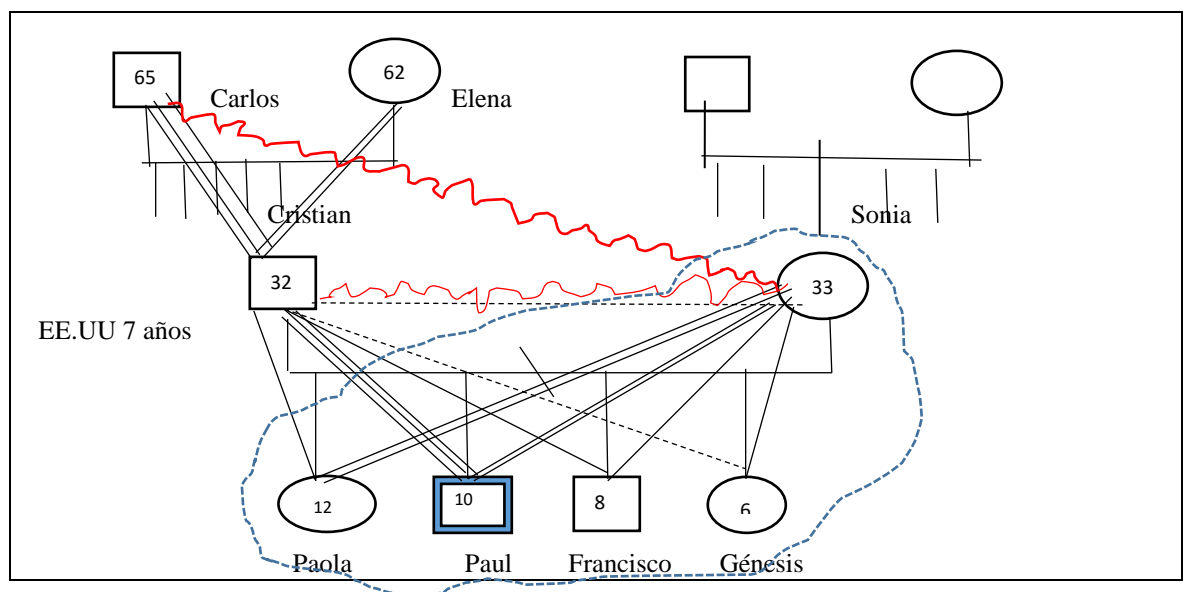 65 62
Carlos Elena
Cristian Sonia
32 33
EE.UU 7 años
12 10 8 6
Paola Paul Francisco Génesis